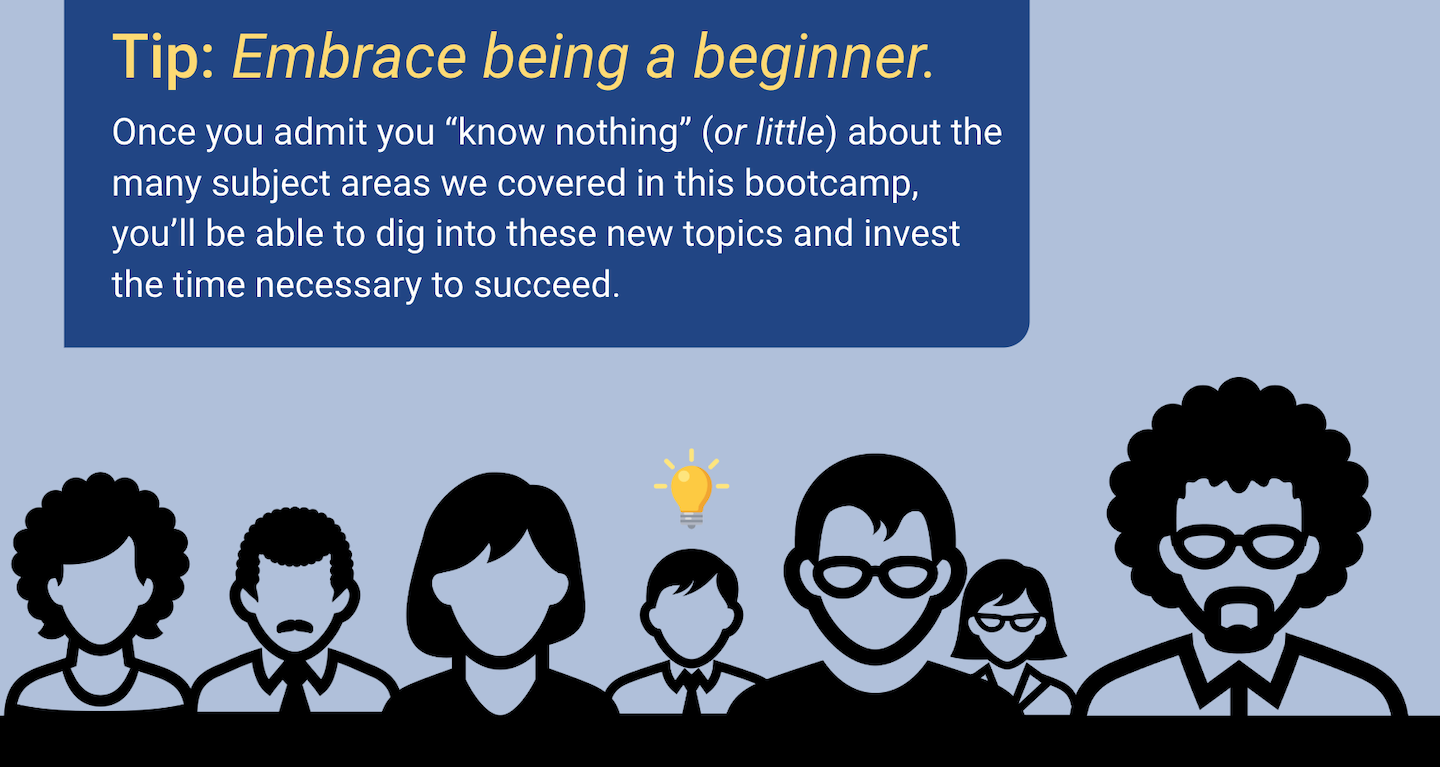 Tip: Embrace being a beginner.
Once you admit you “know nothing” (or little) about the
many subject areas we covered in this bootcamp,
you’ll be able to dig into these new topics and invest
the time necessary to succeed.